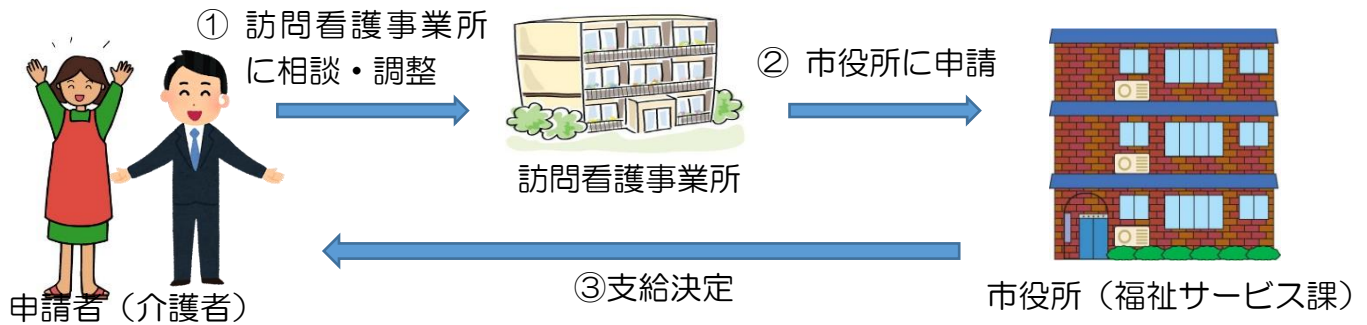 ① 訪問看護事業所
に相談・調整
② 市役所に申請
訪問看護事業所
③支給決定
申請者（介護者）
市役所（福祉サービス課）